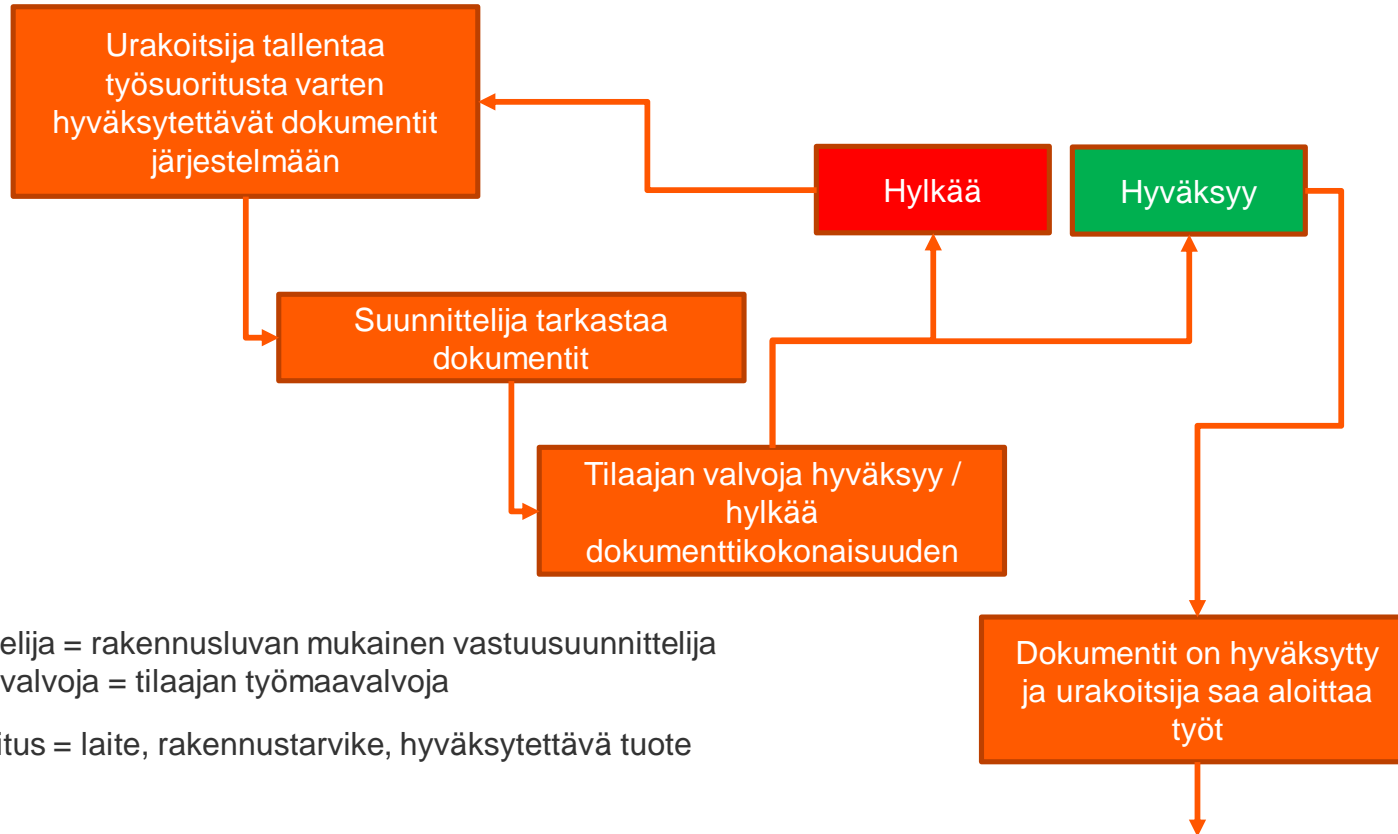 Urakoitsija tallentaa
työsuoritusta varten
hyväksytettävät dokumentit
järjestelmään
Hylkää
Hyväksyy
Suunnittelija tarkastaa
dokumentit
Tilaajan valvoja hyväksyy /
hylkää
dokumenttikokonaisuuden
elija = rakennusluvan mukainen vastuusuunnittelija
valvoja = tilaajan työmaavalvoja
itus = laite, rakennustarvike, hyväksytettävä tuote
Dokumentit on hyväksytty
ja urakoitsija saa aloittaa
työt